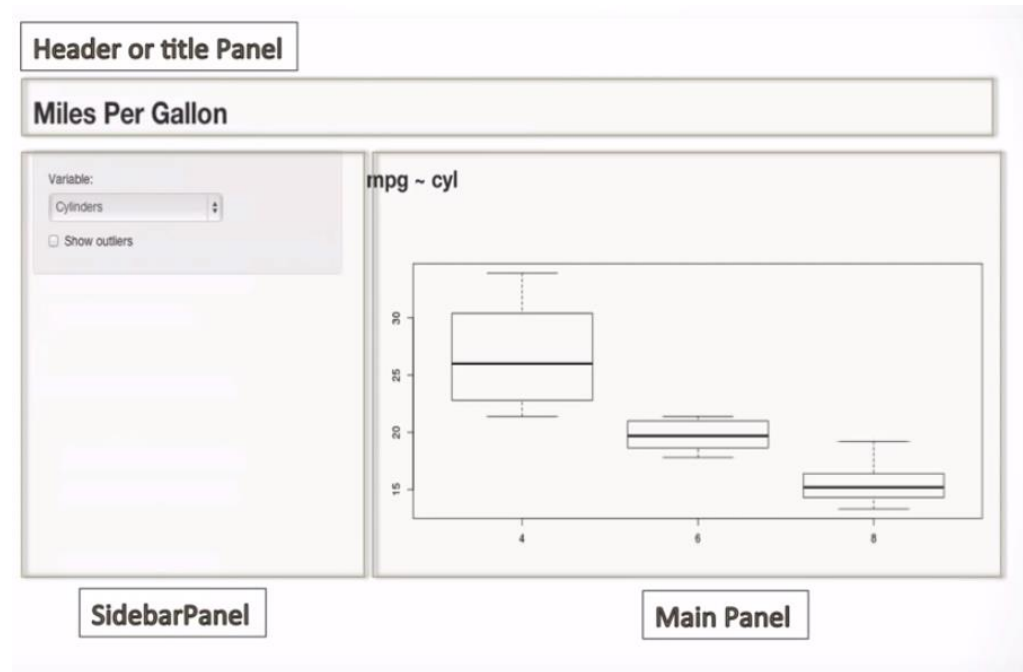 Header or title Panel
Miles Per Gallon
Variable:
Cylinders
Show outliers
mpg ~ cyl
30
25
20
15
4
6
8
SidebarPanel
Main Panel